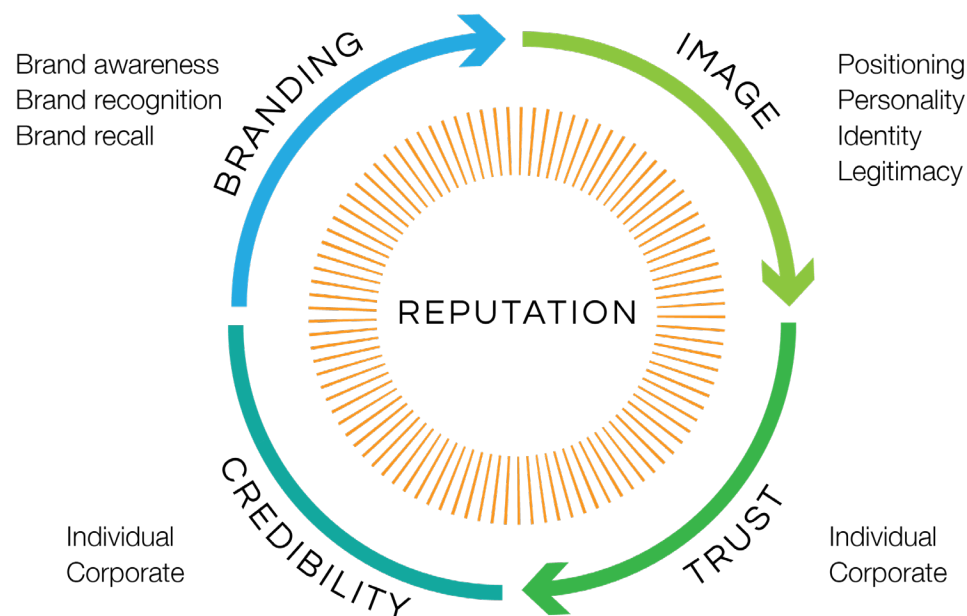 BRANDING
Brand awareness
Brand recognition
Brand recall
IMAGE
Positioning
Personality
Identity
Legitimacy
REPUTATION
CREDIBILITY
Individual
Corporate
TRUST
Individual
Corporate